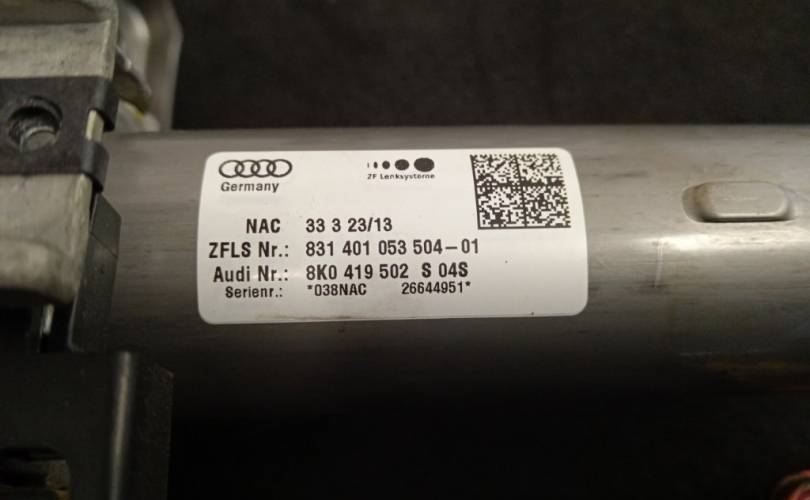 Germany
ZF Lenksysteme
NAC 33 3 23/13
ZFLS Nr.: 831 401 053 504-01
Audi Nr.: 8K0 419 502 S 04S
Serienr.: *038NAC 26644951*